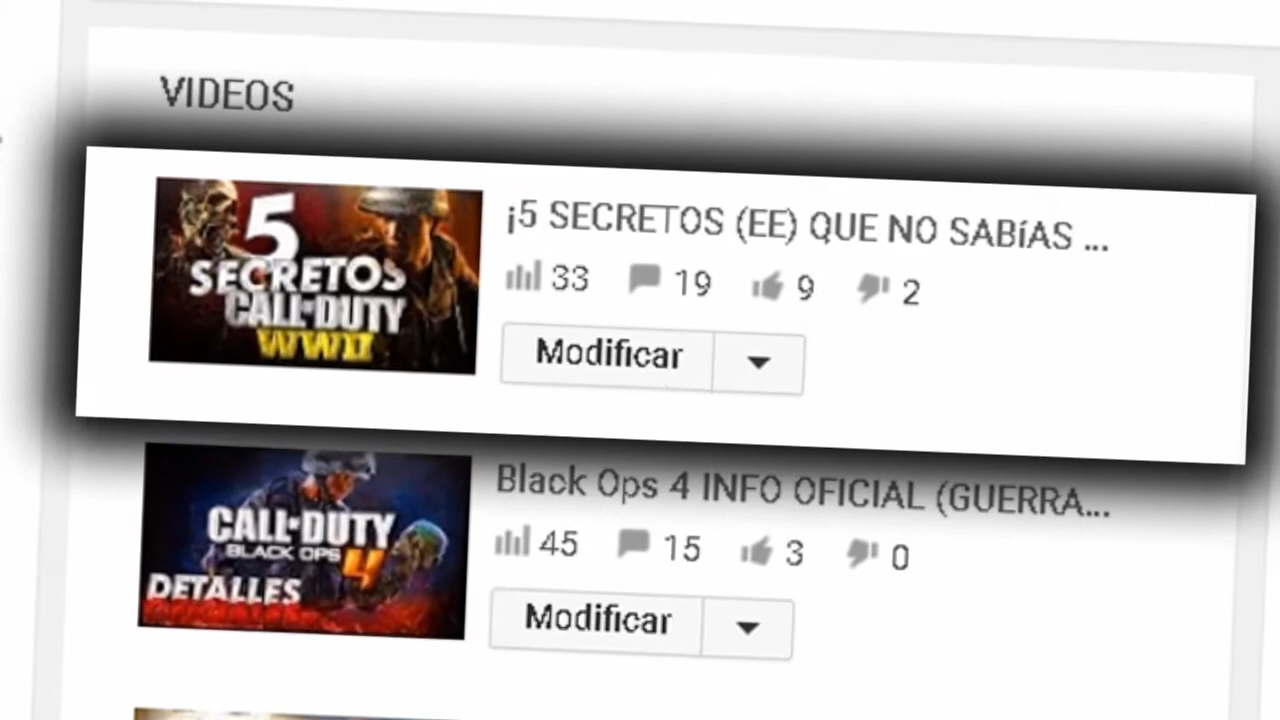 VIDEOS
5
SECRETOS
CALL·DUTY
WWII
¡5 SECRETOS (EE) QUE NO SABíAS ...
33 19 9 2
Modificar
CALL·DUTY
BLACK OPS
4
DETALLES
Black Ops 4 INFO OFICIAL (GUERRA...
45 15 3 0
Modificar